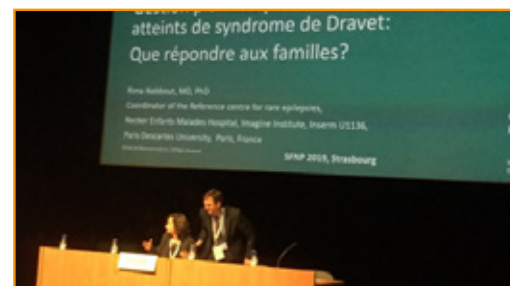 atteints de syndrome de Dravet:
Que répondre aux familles?
Rima Nabbout, MD, PhD
Coordinator of the Reference centre for rare epilepsies,
Necker Enfants Malades Hospital, Imagine Institute, Inserm U1136,
Paris Descartes University, Paris, France
SFNP 2019, Strasbourg